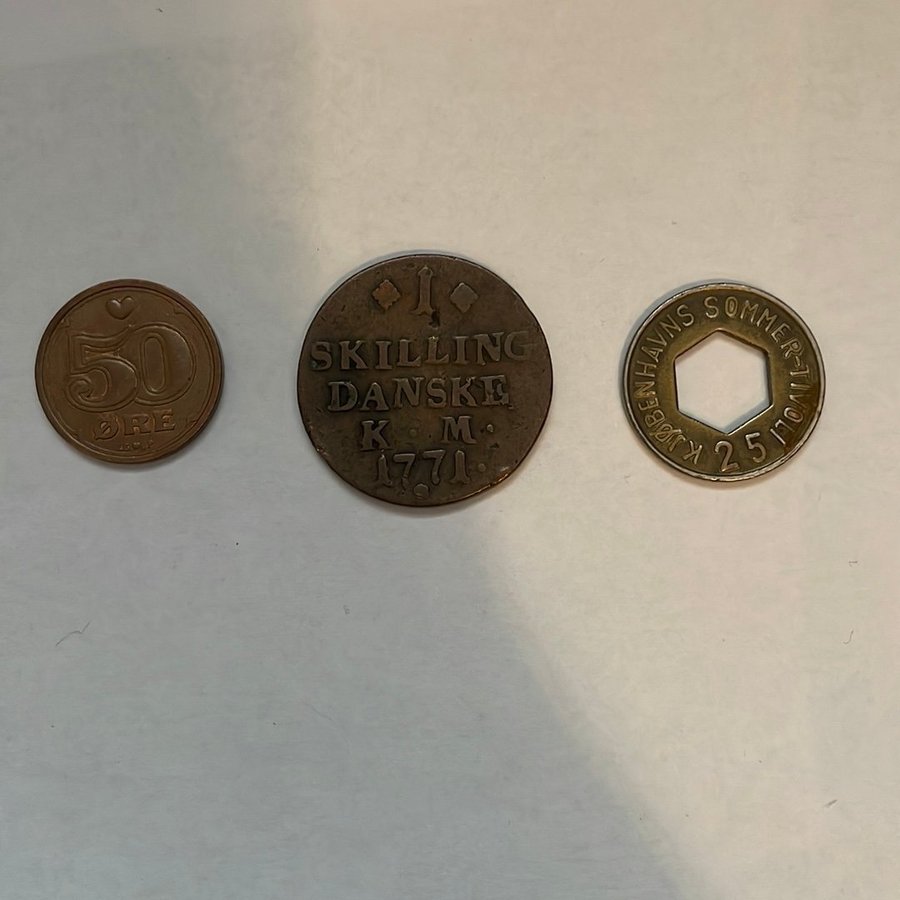 50
ØRE
1
SKILLING
DANSKE
K · M ·
1771 ·
KJØBENHAVNS SOMMER-TIVOLI
25